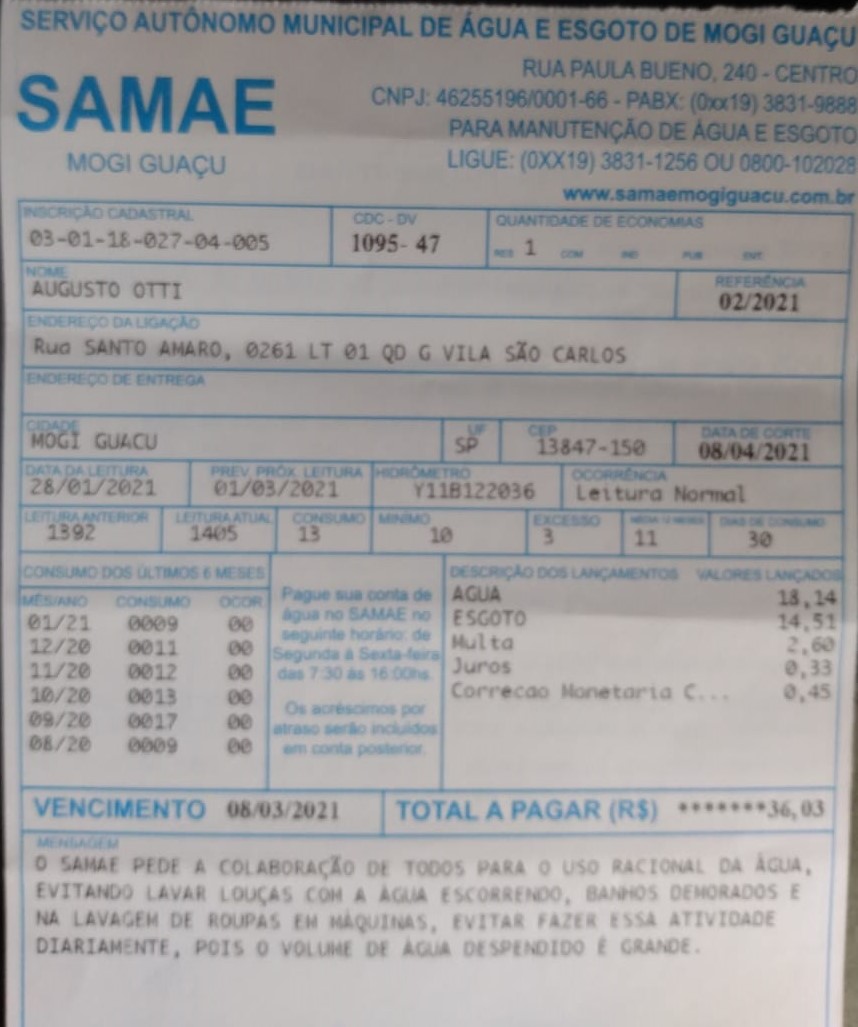 SERVIÇO AUTÔNOMO MUNICIPAL DE ÁGUA E ESGOTO DE MOGI GUAÇU
SAMAE
MOGI GUAÇU
RUA PAULA BUENO, 240 - CENTRO
CNPJ: 46255196/0001-66 - PABX: (0xx19) 3831-9888
PARA MANUTENÇÃO DE ÁGUA E ESGOTO
LIGUE: (0XX19) 3831-1256 OU 0800-102028
www.samaemogiguacu.com.br
INSCRIÇÃO CADASTRAL CDC - DV QUANTIDADE DE ECONOMIAS
03-01-18-027-04-005 1095- 47 RES 1 COM IND PUB ENT
NOME REFERÊNCIA
AUGUSTO OTTI 02/2021
ENDEREÇO DA LIGAÇÃO
Rua SANTO AMARO, 0261 LT 01 QD G VILA SÃO CARLOS
ENDEREÇO DE ENTREGA
CIDADE UF CEP DATA DE CORTE
MOGI GUACU SP 13847-150 08/04/2021
DATA DA LEITURA PREV. PRÓX. LEITURA HIDRÔMETRO OCORRÊNCIA
28/01/2021 01/03/2021 Y11B122036 Leitura Normal
LEITURA ANTERIOR LEITURA ATUAL CONSUMO MINÍMO EXCESSO MÉDIA 12 MESES DIAS DE CONSUMO
1392 1405 13 10 3 11 30
CONSUMO DOS ÚLTIMOS 6 MESES
MÊS/ANO CONSUMO OCOR
01/21 0009 00
12/20 0011 00
11/20 0012 00
10/20 0013 00
09/20 0017 00
08/20 0009 00
Pague sua conta de
água no SAMAE no
seguinte horário: de
Segunda à Sexta-feira
das 7:30 às 16:00hs.
Os acréscimos por
atraso serão incluídos
em conta posterior.
DESCRIÇÃO DOS LANÇAMENTOS VALORES LANÇADOS
AGUA 18,14
ESGOTO 14,51
Multa 2,60
Juros 0,33
Correcao Monetaria C... 0,45
VENCIMENTO 08/03/2021 TOTAL A PAGAR (R$) *******36,03
MENSAGEM
O SAMAE PEDE A COLABORAÇÃO DE TODOS PARA O USO RACIONAL DA ÁGUA,
EVITANDO LAVAR LOUÇAS COM A ÁGUA ESCORRENDO, BANHOS DEMORADOS E
NA LAVAGEM DE ROUPAS EM MÁQUINAS, EVITAR FAZER ESSA ATIVIDADE
DIARIAMENTE, POIS O VOLUME DE ÁGUA DESPENDIDO É GRANDE.